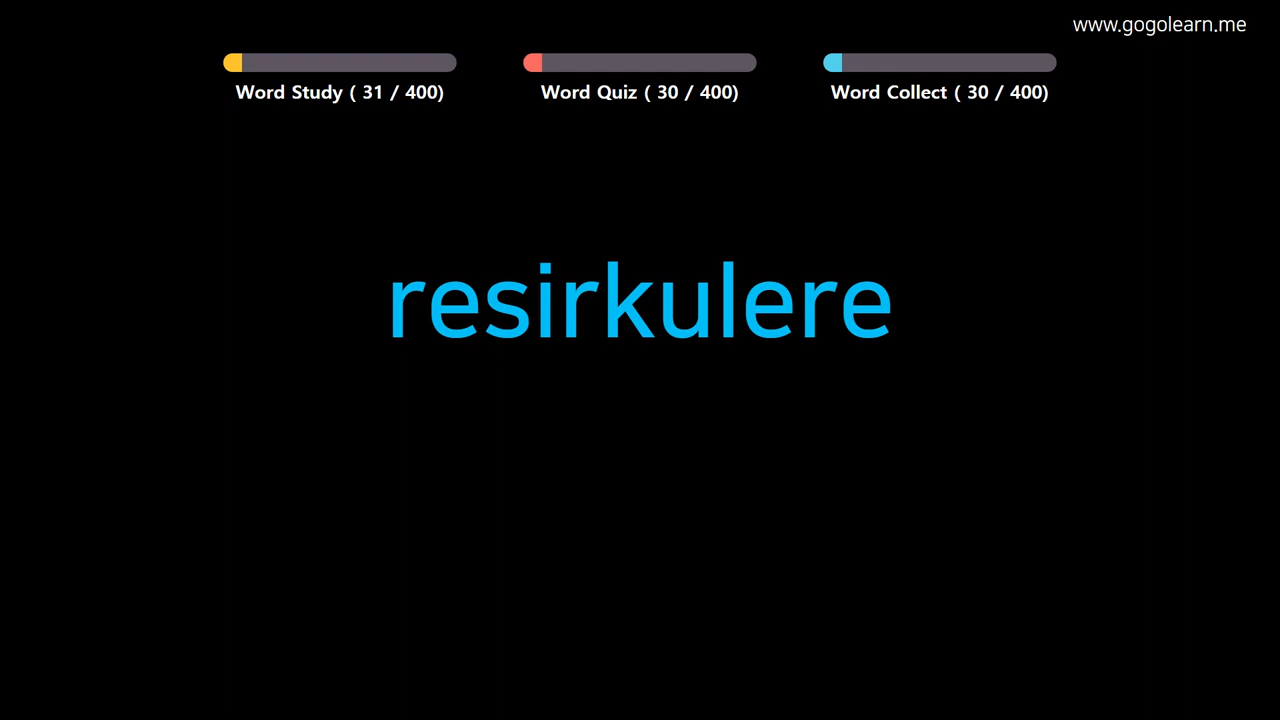 www.gogolearn.me
Word Study ( 31 / 400)
Word Quiz ( 30 / 400)
Word Collect ( 30 / 400)
resirkulere